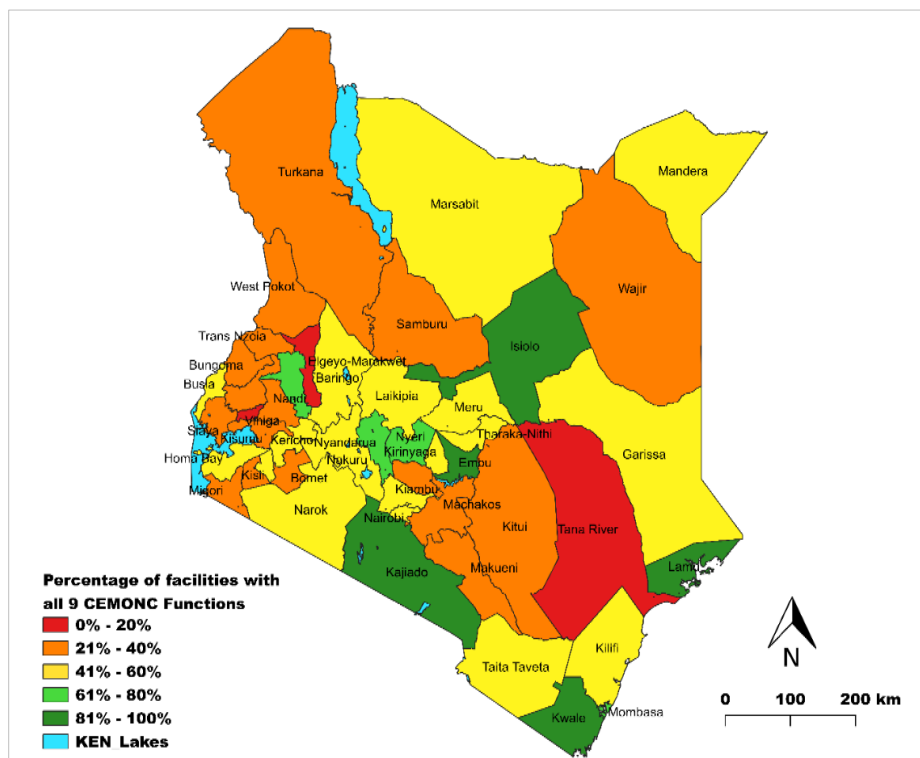 Turkana
Mandera
Marsabit
West Pokot
Wajir
Samburu
Trans Nzoia
Isiolo
Bungoma
Elgeyo-Marakwet
Busia
Baringo
Laikipia
Nandi
Meru
Vihiga
Siaya
Kisumu
Kericho
Nyandarua
Nyeri
Tharaka-Nithi
Kirinyaga
Homa Bay
Nakuru
Embu
Garissa
Kisii
Bomet
Migori
Kiambu
Machakos
Narok
Nairobi
Kitui
Tana River
Kajiado
Makueni
Lamu
Percentage of facilities with
all 9 CEMONC Functions
0% - 20%
21% - 40%
41% - 60%
61% - 80%
81% - 100%
KEN_Lakes
Kilifi
Taita Taveta
Kwale
Mombasa
N
0 100 200 km